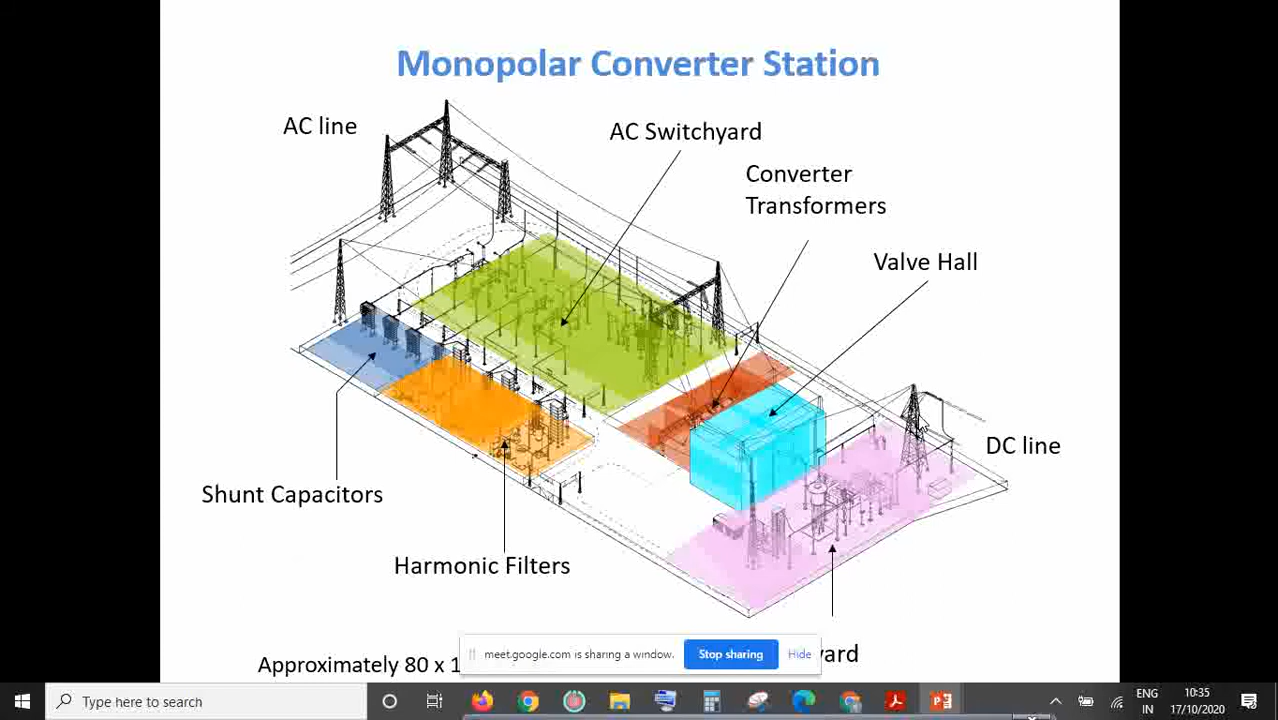 Monopolar Converter Station
AC line
AC Switchyard
Converter
Transformers
Valve Hall
DC line
Shunt Capacitors
Harmonic Filters
yard
Approximately 80 x 1
meet.google.com is sharing a window.
Stop sharing
Hide
Type here to search
ENG
IN
10:35
17/10/2020